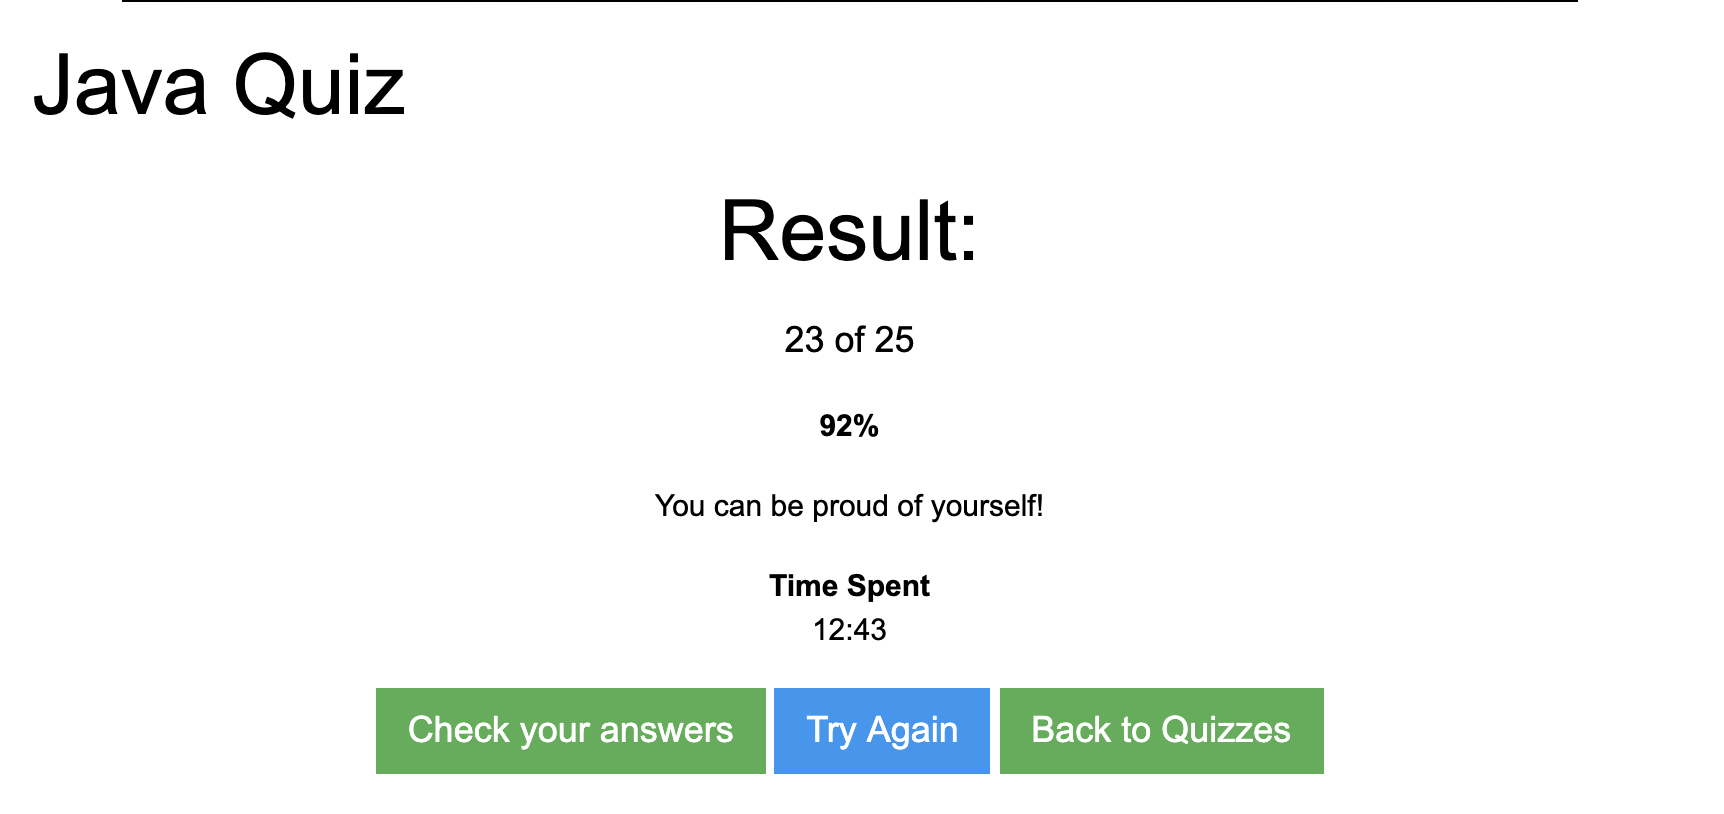 Java Quiz
Result:
23 of 25
92%
You can be proud of yourself!
Time Spent
12:43
Check your answers Try Again Back to Quizzes